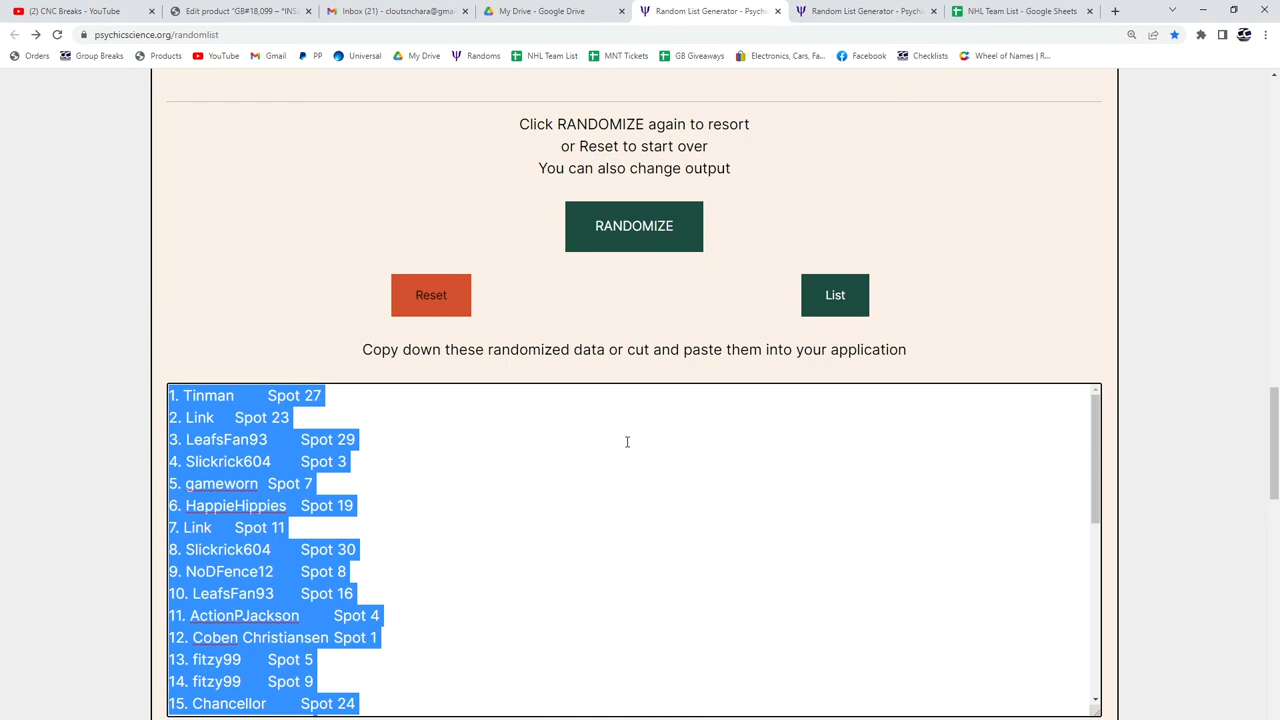 (2) CNC Breaks - YouTube
Edit product “GB#18,099 – “INS
Inbox (21) - cloutsnchara@gma
My Drive - Google Drive
Random List Generator - Psychi
Random List Generator - Psychi
NHL Team List - Google Sheets
psychicscience.org/randomlist
Orders
Group Breaks
Products
YouTube
Gmail
PP
Universal
My Drive
Randoms
NHL Team List
MNT Tickets
GB Giveaways
Electronics, Cars, Fa...
Facebook
Checklists
Wheel of Names | R...
Click RANDOMIZE again to resort
or Reset to start over
You can also change output
RANDOMIZE
Reset
List
Copy down these randomized data or cut and paste them into your application
1. Tinman Spot 27
2. Link Spot 23
3. LeafsFan93 Spot 29
4. Slickrick604 Spot 3
5. gameworn Spot 7
6. HappieHippies Spot 19
7. Link Spot 11
8. Slickrick604 Spot 30
9. NoDFence12 Spot 8
10. LeafsFan93 Spot 16
11. ActionPJackson Spot 4
12. Coben Christiansen Spot 1
13. fitzy99 Spot 5
14. fitzy99 Spot 9
15. Chancellor Spot 24